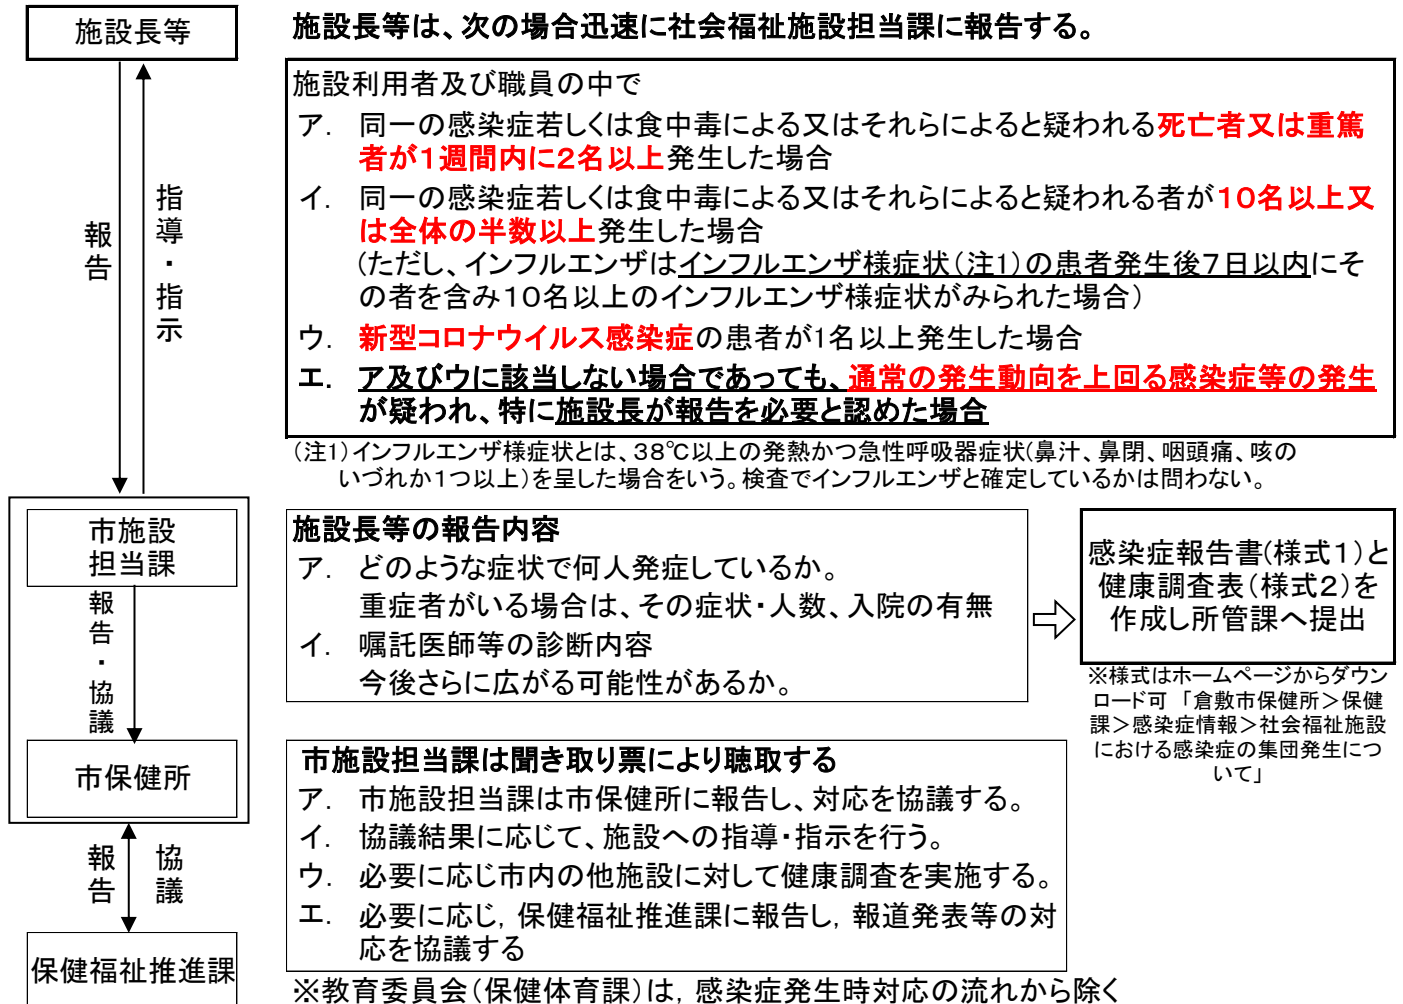 施設長等
施設長等は、次の場合迅速に社会福祉施設担当課に報告する。
施設利用者及び職員の中で
ア. 同一の感染症若しくは食中毒による又はそれらによると疑われる死亡者又は重篤
者が１週間内に２名以上発生した場合
イ. 同一の感染症若しくは食中毒による又はそれらによると疑われる者が１０名以上又
は全体の半数以上発生した場合
（ただし、インフルエンザはインフルエンザ様症状（注1）の患者発生後７日以内にそ
の者を含み１０名以上のインフルエンザ様症状がみられた場合）
ウ. 新型コロナウイルス感染症の患者が1名以上発生した場合
エ. ア及びウに該当しない場合であっても、通常の発生動向を上回る感染症等の発生
が疑われ、特に施設長が報告を必要と認めた場合
（注1）インフルエンザ様症状とは、３８℃以上の発熱かつ急性呼吸器症状（鼻汁、鼻閉、咽頭痛、咳の
いづれか１つ以上）を呈した場合をいう。検査でインフルエンザと確定しているかは問わない。
報告
指導・指示
市施設
担当課
報告・協議
市保健所
報告
協議
保健福祉推進課
施設長等の報告内容
ア. どのような症状で何人発症しているか。
重症者がいる場合は、その症状・人数、入院の有無
イ. 嘱託医師等の診断内容
今後さらに広がる可能性があるか。
感染症報告書（様式１）と
健康調査表（様式２）を
作成し所管課へ提出
※様式はホームページからダウン
ロード可 「倉敷市保健所＞保健
課＞感染症情報＞社会福祉施設
における感染症の集団発生につ
いて」
市施設担当課は聞き取り票により聴取する
ア. 市施設担当課は市保健所に報告し、対応を協議する。
イ. 協議結果に応じて、施設への指導・指示を行う。
ウ. 必要に応じ市内の他施設に対して健康調査を実施する。
エ. 必要に応じ，保健福祉推進課に報告し，報道発表等の対
応を協議する
※教育委員会（保健体育課）は，感染症発生時対応の流れから除く